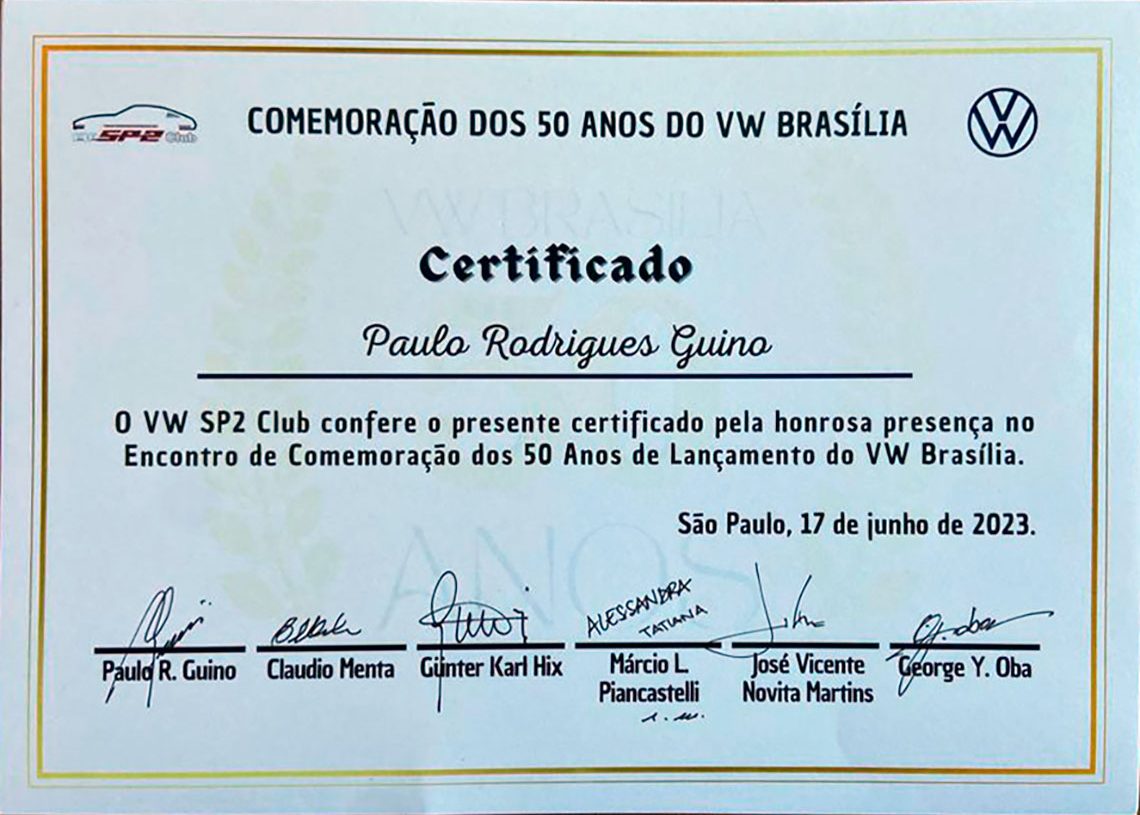 VW SP2 Club
COMEMORAÇÃO DOS 50 ANOS DO VW BRASÍLIA
VW BRASILIA
Certificado
Paulo Rodrigues Guino
O VW SP2 Club confere o presente certificado pela honrosa presença no
Encontro de Comemoração dos 50 Anos de Lançamento do VW Brasília.
São Paulo, 17 de junho de 2023.
ANOS
ALESSANDRA
TATIANA
Paulo R. Guino
Claudio Menta
Günter Karl Hix
Márcio L.
Piancastelli
José Vicente
Novita Martins
George Y. Oba